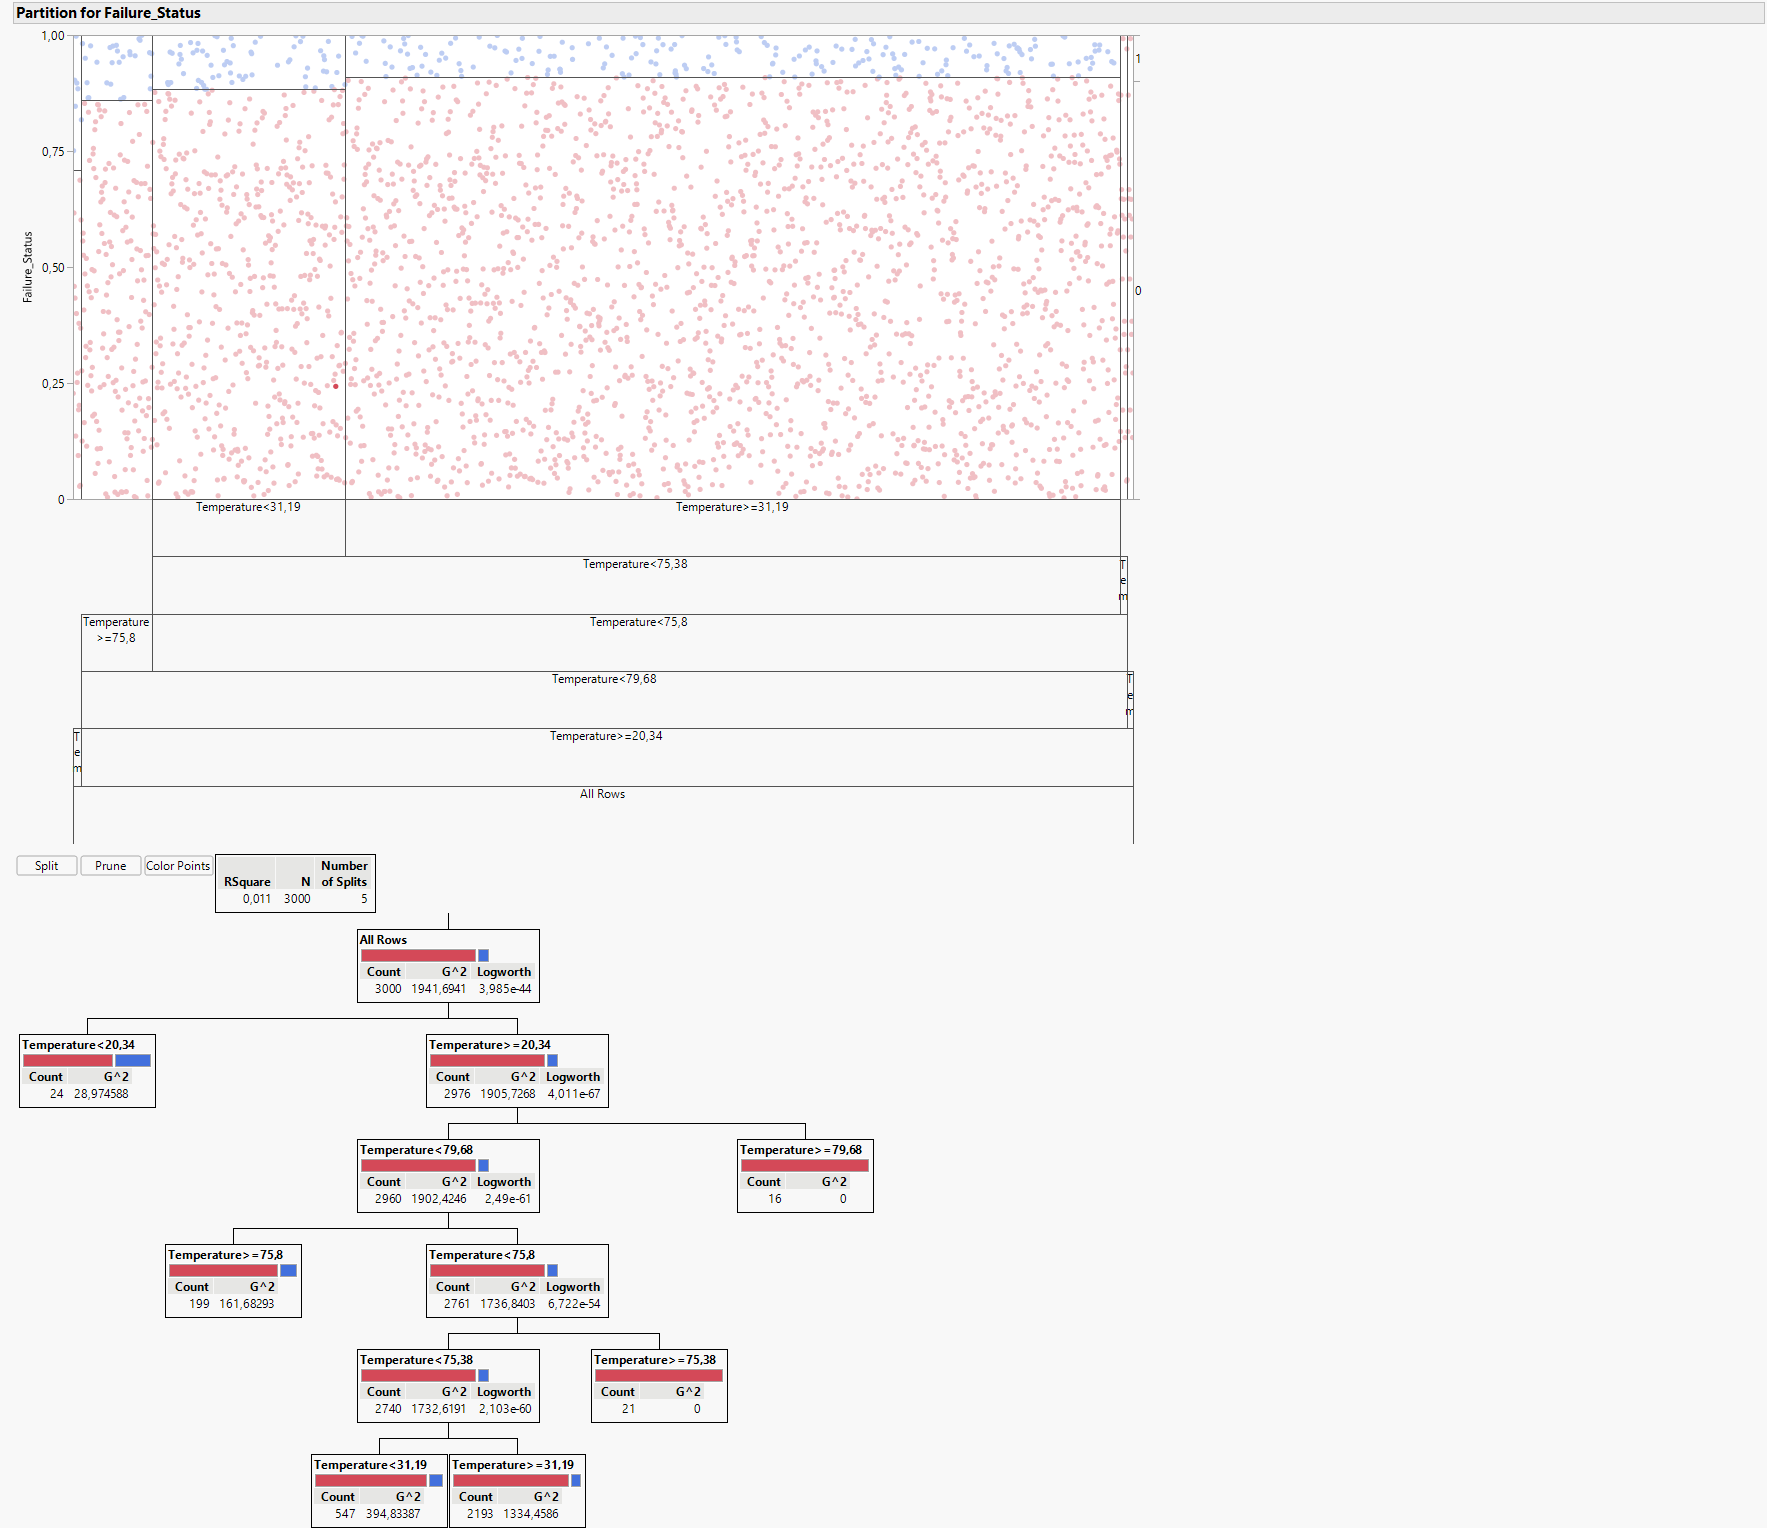 Partition for Failure_Status
1,00
0,75
0,50
0,25
0
Failure_Status
1
0
Temperature<31,19 Temperature>=31,19
Temperature<75,38
T
e
m
Temperature
>=75,8
Temperature<75,8
Temperature<79,68
T
e
m
T
e
m
Temperature>=20,34
All Rows
Split Prune Color Points
Number
RSquare N of Splits
0,011 3000 5
All Rows
Count G^2 Logworth
3000 1941,6941 3,985e-44
Temperature<20,34
Count G^2
24 28,974588
Temperature>=20,34
Count G^2 Logworth
2976 1905,7268 4,011e-67
Temperature<79,68
Count G^2 Logworth
2960 1902,4246 2,49e-61
Temperature>=79,68
Count G^2
16 0
Temperature>=75,8
Count G^2
199 161,68293
Temperature<75,8
Count G^2 Logworth
2761 1736,8403 6,722e-54
Temperature<75,38
Count G^2 Logworth
2740 1732,6191 2,103e-60
Temperature>=75,38
Count G^2
21 0
Temperature<31,19
Count G^2
547 394,83387
Temperature>=31,19
Count G^2
2193 1334,4586